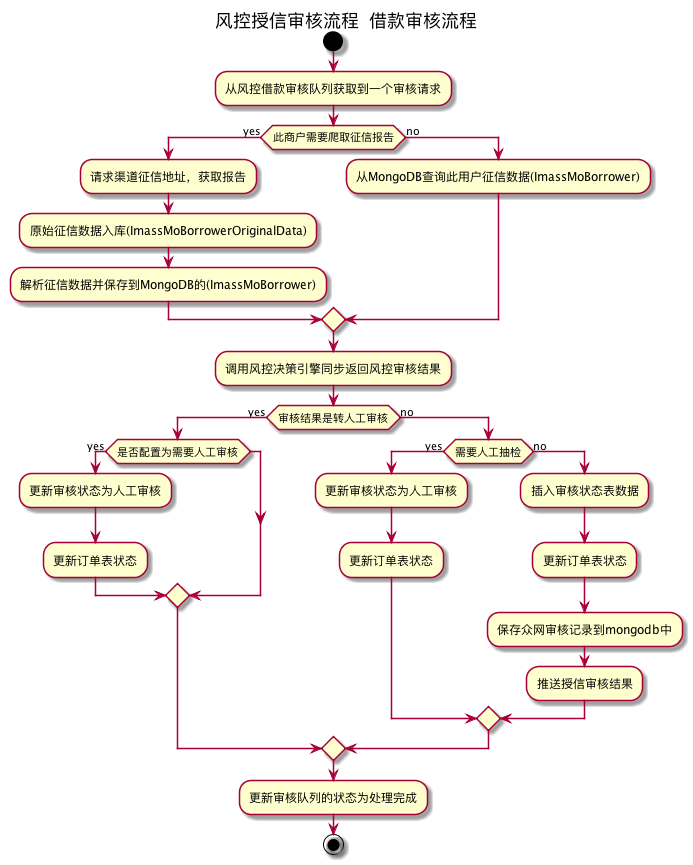 风控授信审核流程 借款审核流程
从风控借款审核队列获取到一个审核请求
yes
此商户需要爬取征信报告
no
请求渠道征信地址，获取报告
从MongoDB查询此用户征信数据(ImassMoBorrower)
原始征信数据入库(ImassMoBorrowerOriginalData)
解析征信数据并保存到MongoDB的(ImassMoBorrower)
调用风控决策引擎同步返回风控审核结果
yes
审核结果是转人工审核
no
yes
是否配置为需要人工审核
yes
需要人工抽检
no
更新审核状态为人工审核
更新审核状态为人工审核
插入审核状态表数据
更新订单表状态
更新订单表状态
更新订单表状态
保存众网审核记录到mongodb中
推送授信审核结果
更新审核队列的状态为处理完成